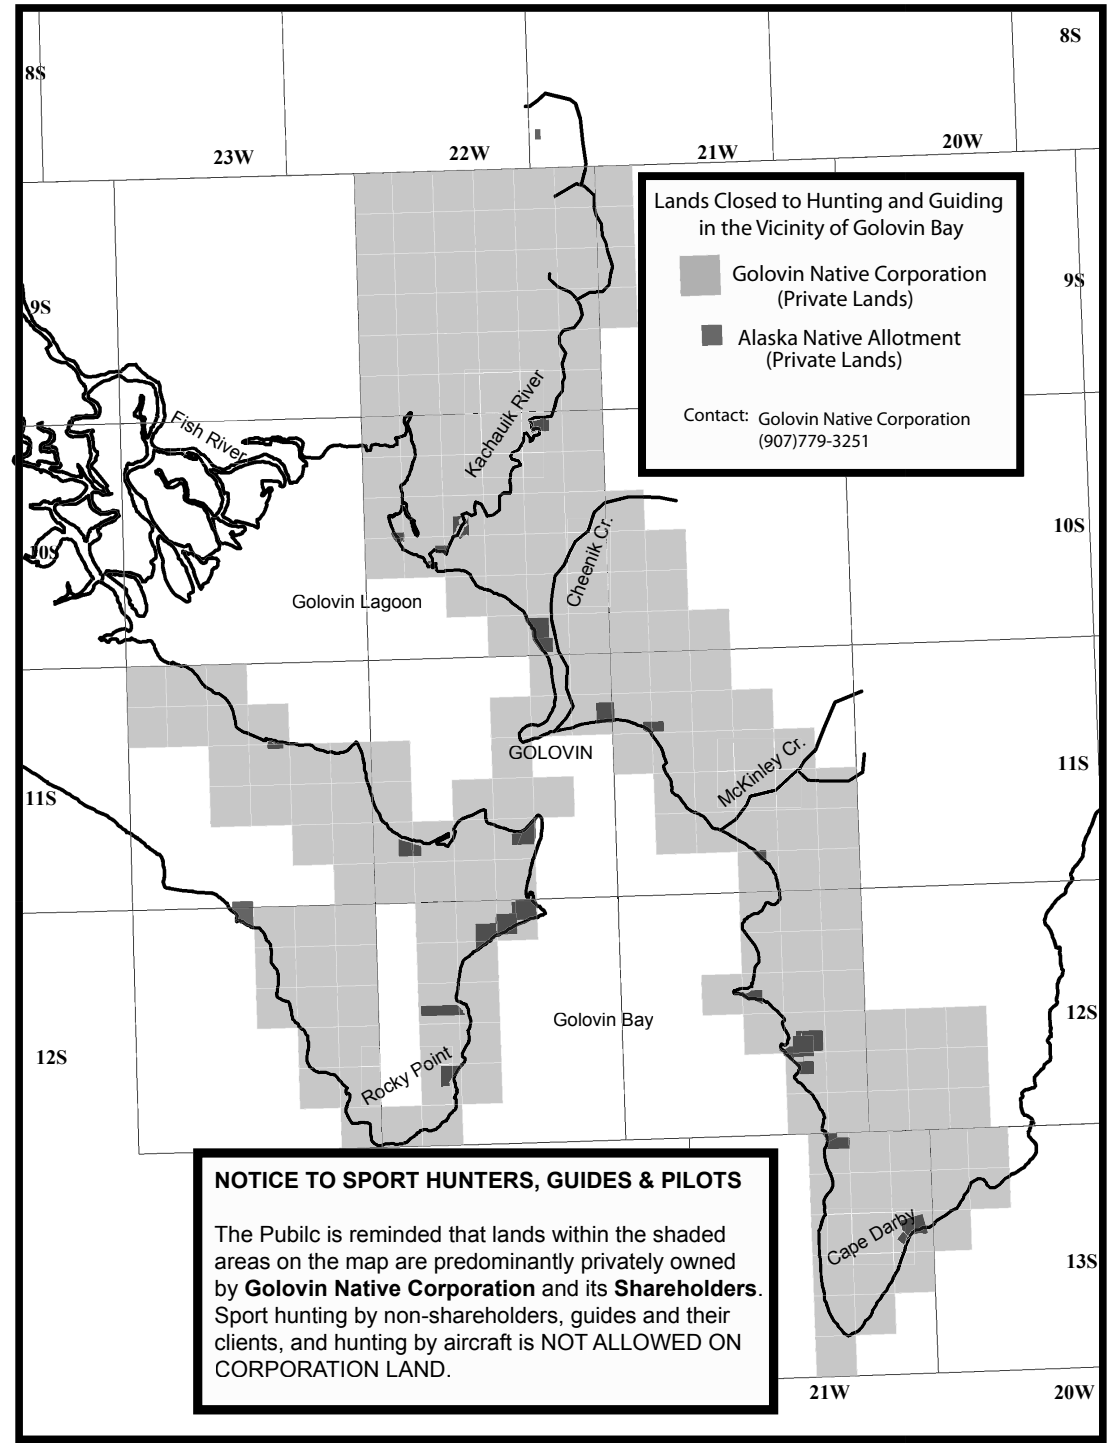 8S
8S
23W
22W
21W
20W
Lands Closed to Hunting and Guiding
in the Vicinity of Golovin Bay
Golovin Native Corporation
(Private Lands)
Alaska Native Allotment
(Private Lands)
Contact: Golovin Native Corporation
(907)779-3251
9S
9S
Fish River
Kachauik River
10S
10S
Cheenik Cr.
Golovin Lagoon
GOLOVIN
McKinley Cr.
11S
11S
Golovin Bay
12S
12S
Rocky Point
Cape Darby
13S
21W
20W
NOTICE TO SPORT HUNTERS, GUIDES & PILOTS
The Pubilc is reminded that lands within the shaded
areas on the map are predominantly privately owned
by Golovin Native Corporation and its Shareholders.
Sport hunting by non-shareholders, guides and their
clients, and hunting by aircraft is NOT ALLOWED ON
CORPORATION LAND.